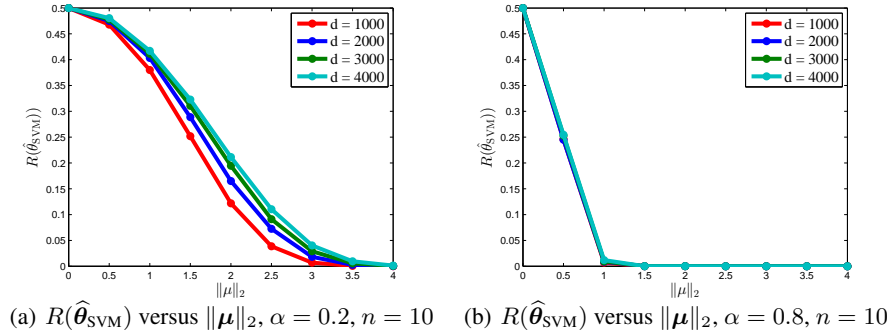 0.5
0.45
0.4
0.35
0.3
0.25
0.2
0.15
0.1
0.05
0
R(θ̂_SVM))
0 0.5 1 1.5 2 2.5 3 3.5 4
‖μ‖₂
d = 1000
d = 2000
d = 3000
d = 4000
0.5
0.45
0.4
0.35
0.3
0.25
0.2
0.15
0.1
0.05
0
R(θ̂_SVM))
0 0.5 1 1.5 2 2.5 3 3.5 4
‖μ‖₂
d = 1000
d = 2000
d = 3000
d = 4000
(a) R(θ̂_SVM) versus ‖μ‖₂, α = 0.2, n = 10
(b) R(θ̂_SVM) versus ‖μ‖₂, α = 0.8, n = 10